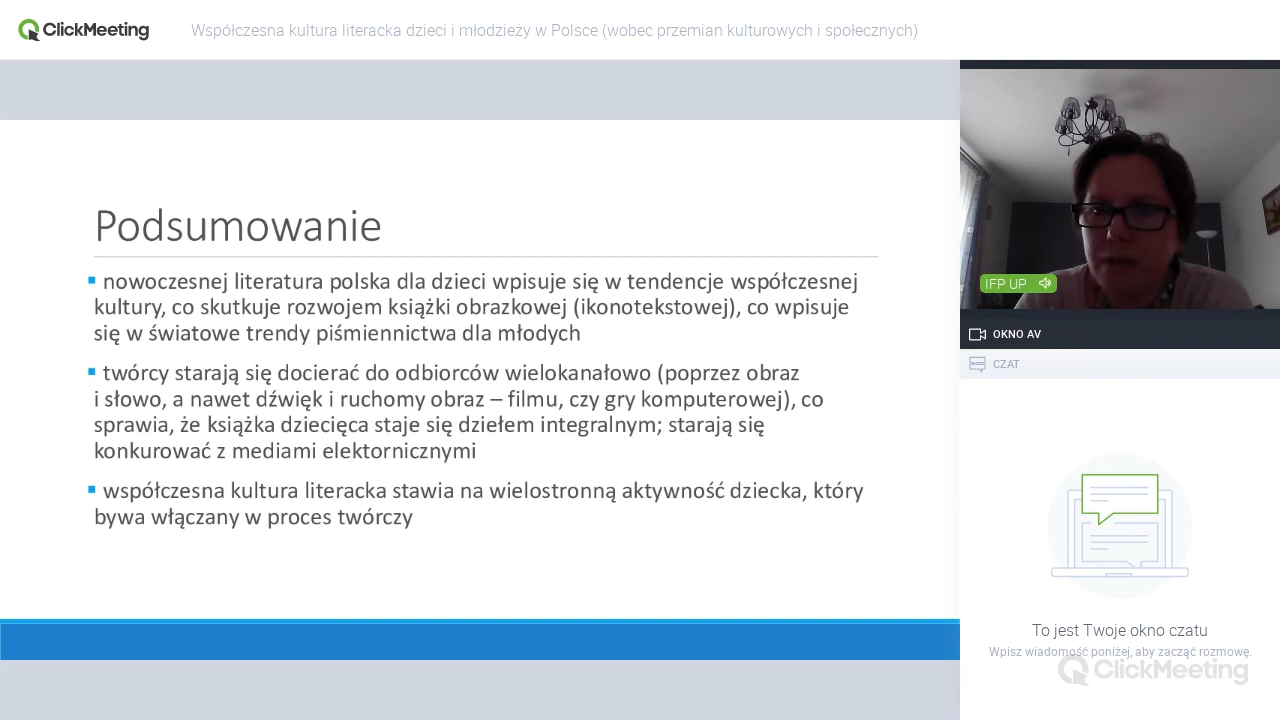 ClickMeeting
Współczesna kultura literacka dzieci i młodzieży w Polsce (wobec przemian kulturowych i społecznych)
Podsumowanie
nowoczesnej literatura polska dla dzieci wpisuje się w tendencje współczesnej
kultury, co skutkuje rozwojem książki obrazkowej (ikonotekstowej), co wpisuje
się w światowe trendy piśmiennictwa dla młodych
twórcy starają się docierać do odbiorców wielokanałowo (poprzez obraz
i słowo, a nawet dźwięk i ruchomy obraz – filmu, czy gry komputerowej), co
sprawia, że książka dziecięca staje się dziełem integralnym; starają się
konkurować z mediami elektornicznymi
współczesna kultura literacka stawia na wielostronną aktywność dziecka, który
bywa włączany w proces twórczy
IFP UP
OKNO AV
CZAT
To jest Twoje okno czatu
Wpisz wiadomość poniżej, aby zacząć rozmowę.
ClickMeeting